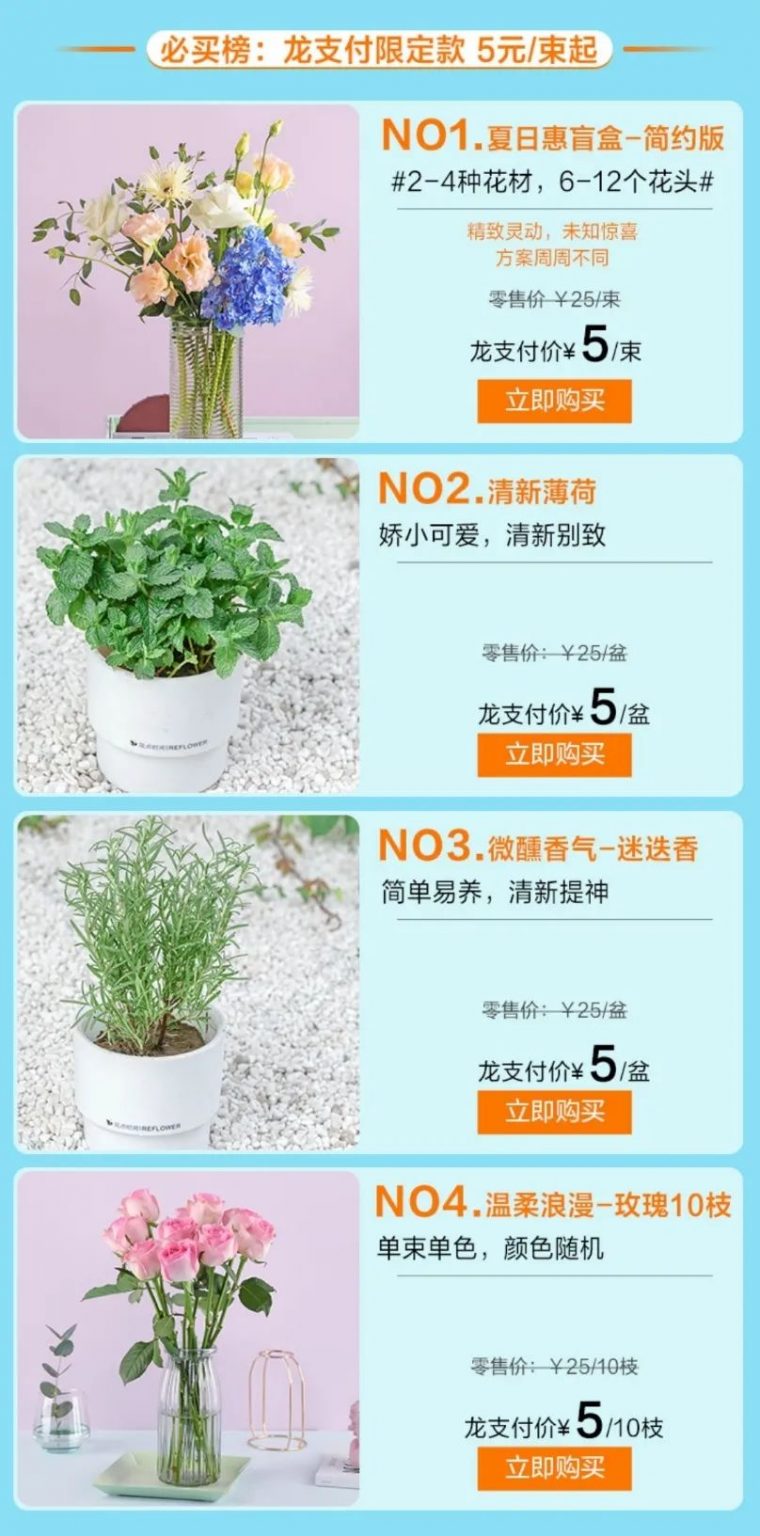 必买榜：龙支付限定款 5元/束起
NO1.夏日惠盲盒-简约版
#2-4种花材，6-12个花头#
精致灵动，未知惊喜
方案周周不同
零售价 ￥25/束
龙支付价¥5/束
立即购买
NO2.清新薄荷
娇小可爱，清新别致
零售价：￥25/盆
龙支付价¥5/盆
立即购买
REFLOWER
NO3.微醺香气-迷迭香
简单易养，清新提神
零售价：￥25/盆
龙支付价¥5/盆
立即购买
REFLOWER
NO4.温柔浪漫-玫瑰10枝
单束单色，颜色随机
零售价：￥25/10枝
龙支付价¥5/10枝
立即购买